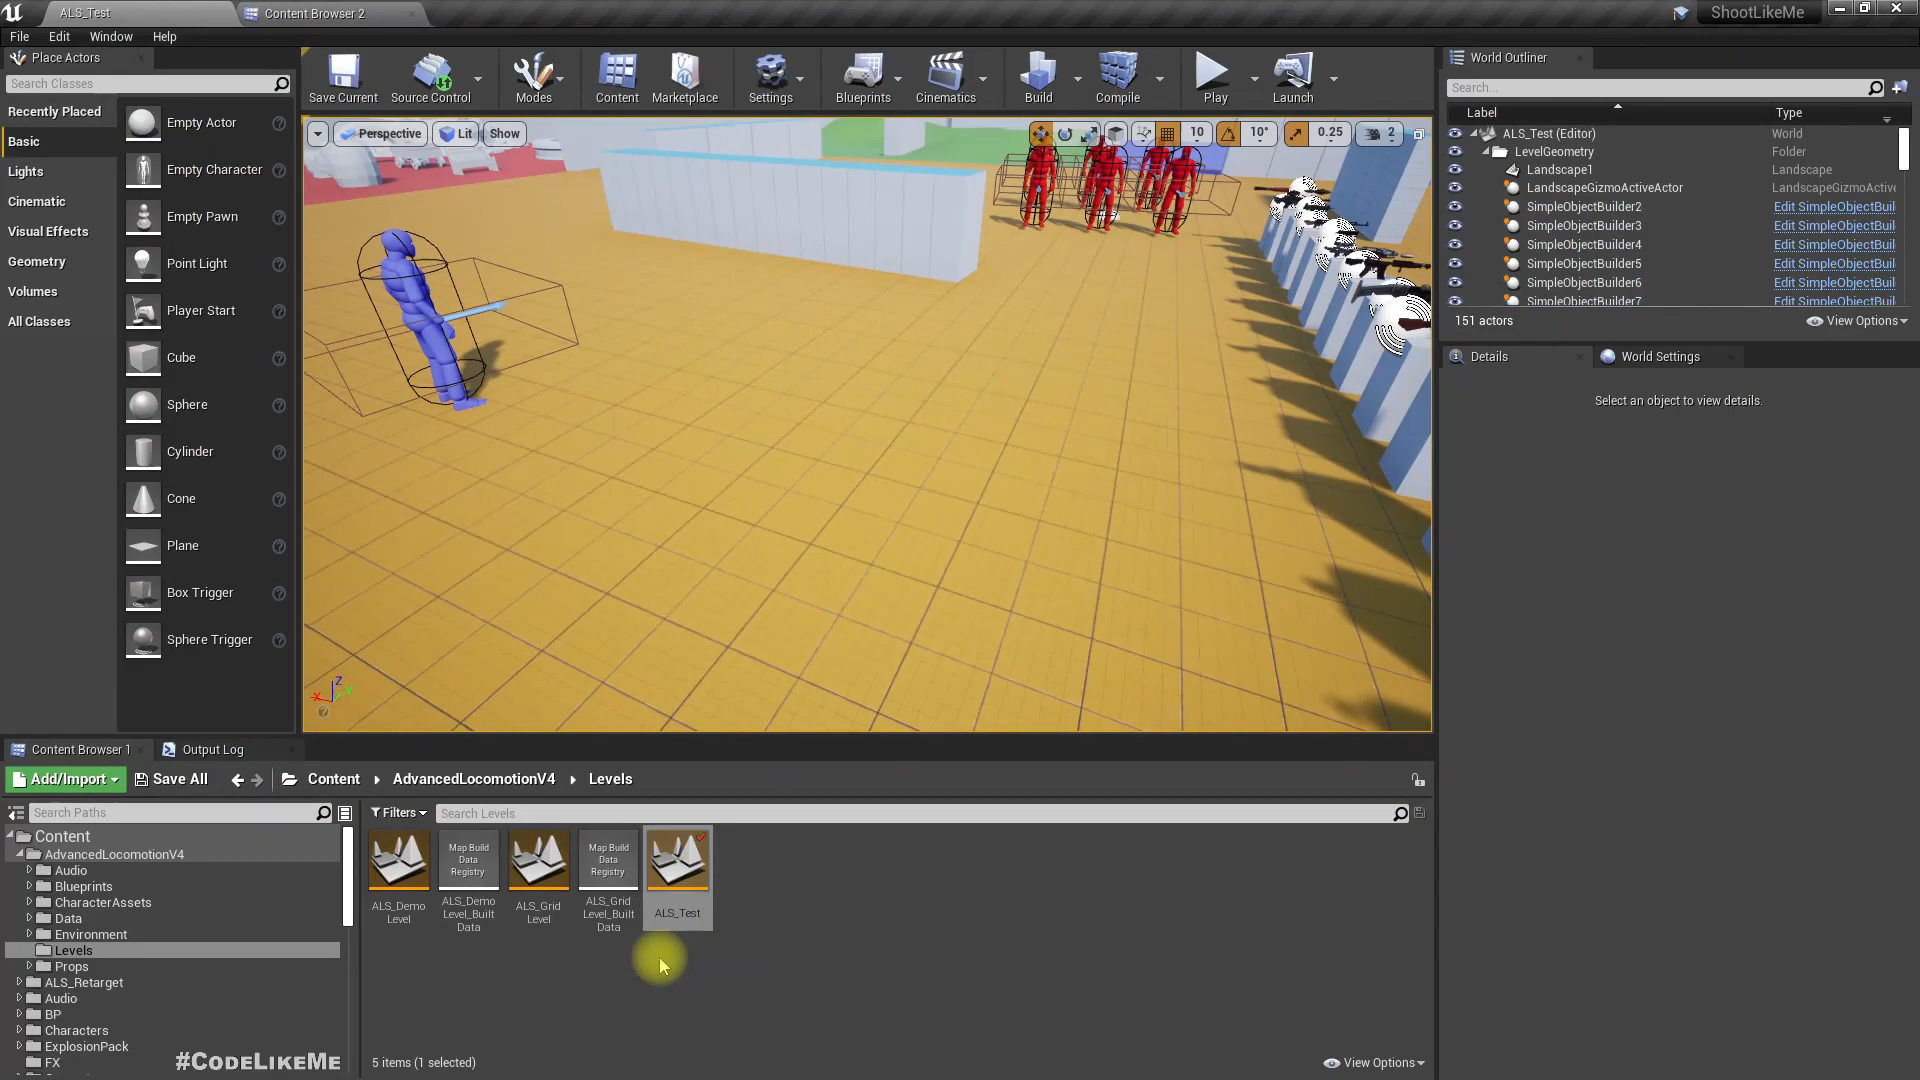 ALS_Test
Content Browser 2
ShootLikeMe
File Edit Window Help
Place Actors
Search Classes
Recently Placed
Basic
Lights
Cinematic
Visual Effects
Geometry
Volumes
All Classes
Empty Actor
Empty Character
Empty Pawn
Point Light
Player Start
Cube
Sphere
Cylinder
Cone
Plane
Box Trigger
Sphere Trigger
Save Current
Source Control
Modes
Content
Marketplace
Settings
Blueprints
Cinematics
Build
Compile
Play
Launch
Perspective Lit Show
10 10° 0.25 2
Z
X
Y
World Outliner
Search...
Label Type
ALS_Test (Editor) World
LevelGeometry Folder
Landscape1 Landscape
LandscapeGizmoActiveActor LandscapeGizmoActive
SimpleObjectBuilder2 Edit SimpleObjectBuil
SimpleObjectBuilder3 Edit SimpleObjectBuil
SimpleObjectBuilder4 Edit SimpleObjectBuil
SimpleObjectBuilder5 Edit SimpleObjectBuil
SimpleObjectBuilder6 Edit SimpleObjectBuil
SimpleObjectBuilder7 Edit SimpleObjectBuil
151 actors
View Options
Details
World Settings
Select an object to view details.
Content Browser 1
Output Log
Add/Import Save All Content AdvancedLocomotionV4 Levels
Search Paths
Filters
Search Levels
Content
AdvancedLocomotionV4
Audio
Blueprints
CharacterAssets
Data
Environment
Levels
Props
ALS_Retarget
Audio
BP
Characters
ExplosionPack
FX
ALS_Demo
Level
Map Build
Data
Registry
ALS_Demo
Level_Built
Data
ALS_Grid
Level
Map Build
Data
Registry
ALS_Grid
Level_Built
Data
ALS_Test
#CodeLikeMe
5 items (1 selected)
View Options